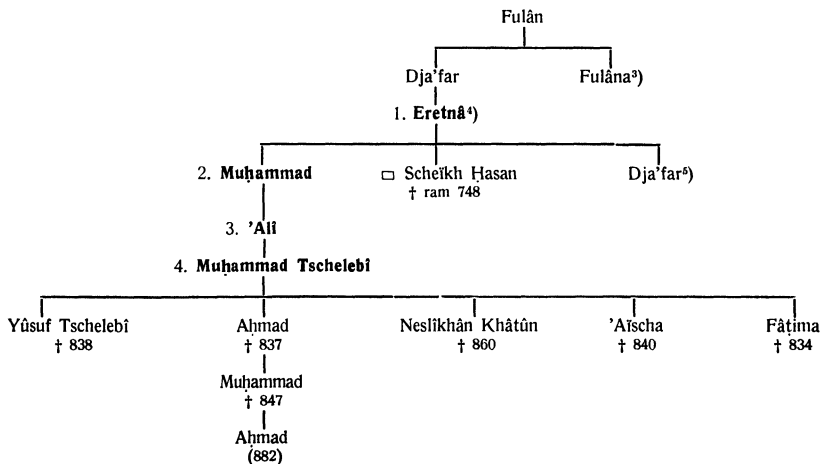 Fulân
Dja’far Fulâna³)
1. Eretnâ⁴)
2. Muḥammad ▭ Scheïkh Ḥasan Dja’far⁵)
† ram 748
3. ’Alî
4. Muḥammad Tschelebî
Yûsuf Tschelebî Aḥmad Neslîkhân Khâtûn ’Aïscha Fâṭima
† 838 † 837 † 860 † 840 † 834
Muḥammad
† 847
Aḥmad
(882)